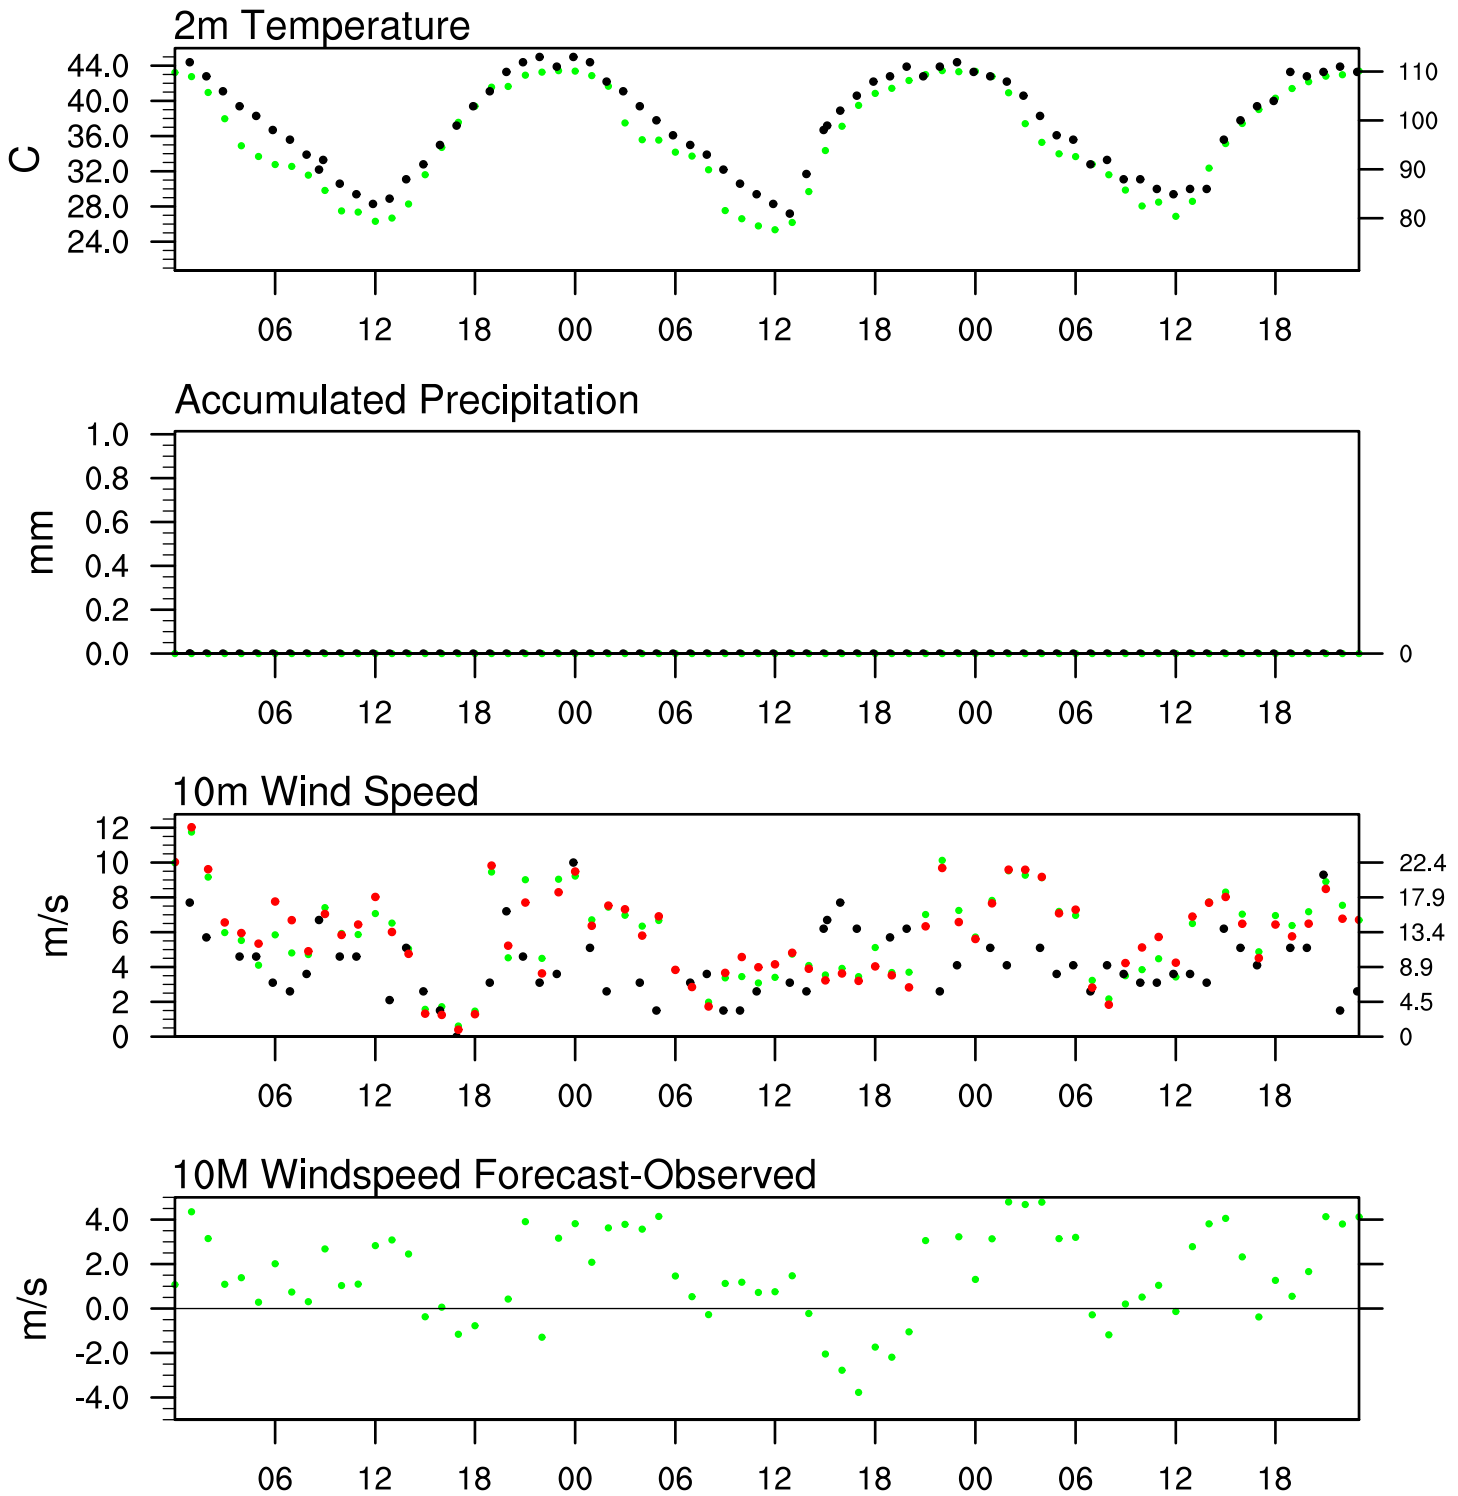 2m Temperature
44.0
40.0
36.0
32.0
28.0
24.0
C
110
100
90
80
06 12 18 00 06 12 18 00 06 12 18
Accumulated Precipitation
1.0
0.8
0.6
0.4
0.2
0.0
mm
0
06 12 18 00 06 12 18 00 06 12 18
10m Wind Speed
12
10
8
6
4
2
0
m/s
22.4
17.9
13.4
8.9
4.5
0
06 12 18 00 06 12 18 00 06 12 18
10M Windspeed Forecast-Observed
4.0
2.0
0.0
-2.0
-4.0
m/s
06 12 18 00 06 12 18 00 06 12 18